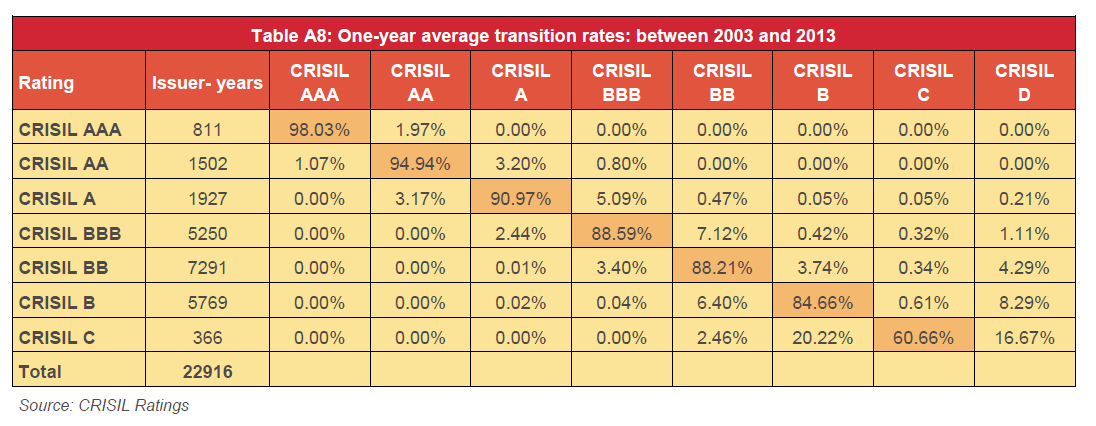 Table A8: One-year average transition rates: between 2003 and 2013
Rating Issuer- years CRISIL AAA CRISIL AA CRISIL A CRISIL BBB CRISIL BB CRISIL B CRISIL C CRISIL D
CRISIL AAA 811 98.03% 1.97% 0.00% 0.00% 0.00% 0.00% 0.00% 0.00%
CRISIL AA 1502 1.07% 94.94% 3.20% 0.80% 0.00% 0.00% 0.00% 0.00%
CRISIL A 1927 0.00% 3.17% 90.97% 5.09% 0.47% 0.05% 0.05% 0.21%
CRISIL BBB 5250 0.00% 0.00% 2.44% 88.59% 7.12% 0.42% 0.32% 1.11%
CRISIL BB 7291 0.00% 0.00% 0.01% 3.40% 88.21% 3.74% 0.34% 4.29%
CRISIL B 5769 0.00% 0.00% 0.02% 0.04% 6.40% 84.66% 0.61% 8.29%
CRISIL C 366 0.00% 0.00% 0.00% 0.00% 2.46% 20.22% 60.66% 16.67%
Total 22916
Source: CRISIL Ratings